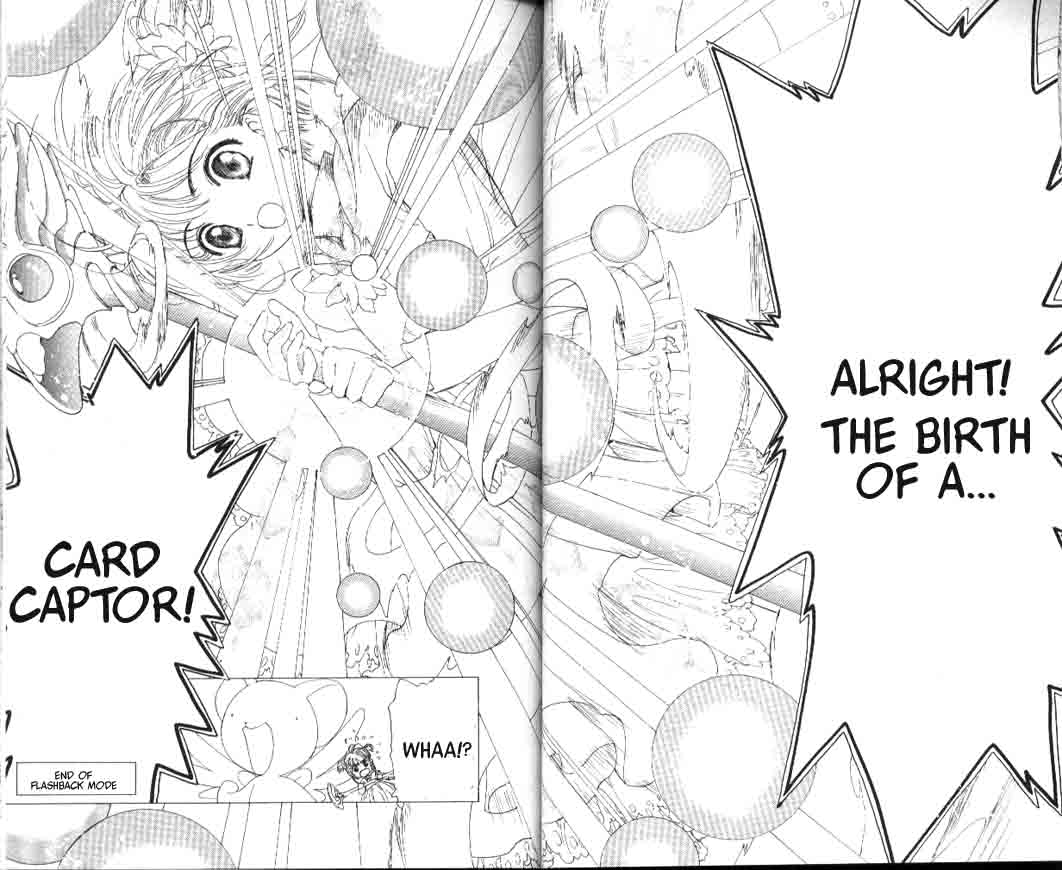 ALRIGHT!
THE BIRTH
OF A...
CARD
CAPTOR!
WHAA!?
END OF
FLASHBACK MODE